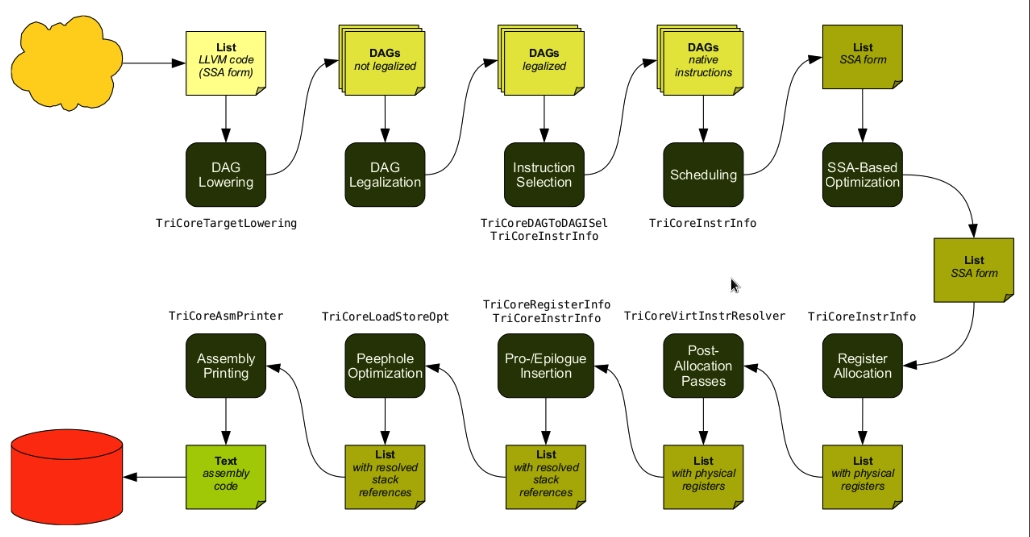 List
LLVM code
(SSA form)
DAGs
not legalized
DAGs
legalized
DAGs
native
instructions
List
SSA form
DAG
Lowering
DAG
Legalization
Instruction
Selection
Scheduling
SSA-Based
Optimization
TriCoreTargetLowering
TriCoreDAGToDAGISel
TriCoreInstrInfo
TriCoreInstrInfo
List
SSA form
TriCoreAsmPrinter
TriCoreLoadStoreOpt
TriCoreRegisterInfo
TriCoreInstrInfo
TriCoreVirtInstrResolver
TriCoreInstrInfo
Assembly
Printing
Peephole
Optimization
Pro-/Epilogue
Insertion
Post-
Allocation
Passes
Register
Allocation
Text
assembly
code
List
with resolved
stack
references
List
with resolved
stack
references
List
with physical
registers
List
with physical
registers